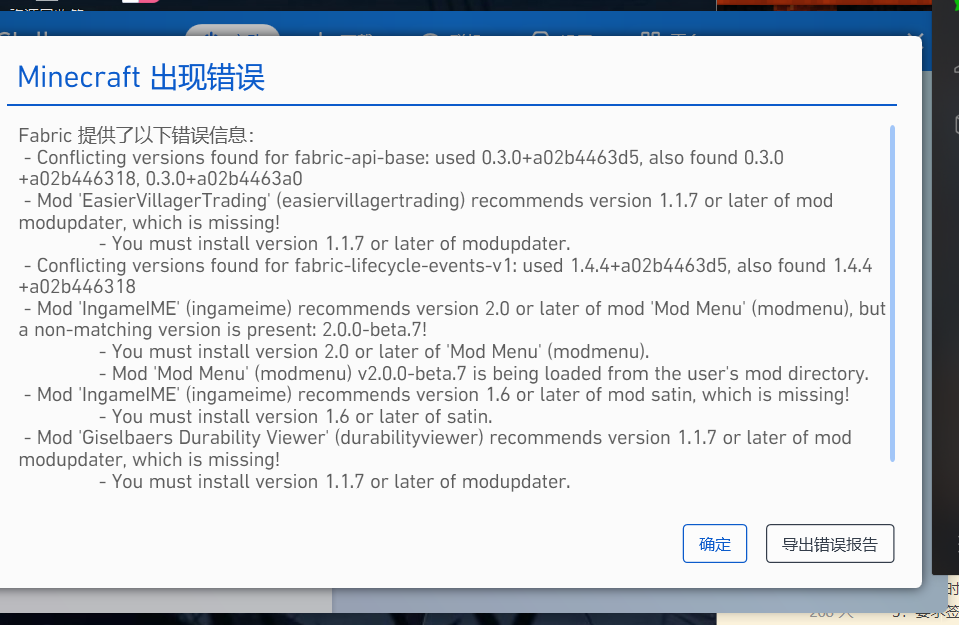 Minecraft 出现错误
Fabric 提供了以下错误信息：
- Conflicting versions found for fabric-api-base: used 0.3.0+a02b4463d5, also found 0.3.0
+a02b446318, 0.3.0+a02b4463a0
- Mod 'EasierVillagerTrading' (easiervillagertrading) recommends version 1.1.7 or later of mod
modupdater, which is missing!
- You must install version 1.1.7 or later of modupdater.
- Conflicting versions found for fabric-lifecycle-events-v1: used 1.4.4+a02b4463d5, also found 1.4.4
+a02b446318
- Mod 'IngameIME' (ingameime) recommends version 2.0 or later of mod 'Mod Menu' (modmenu), but
a non-matching version is present: 2.0.0-beta.7!
- You must install version 2.0 or later of 'Mod Menu' (modmenu).
- Mod 'Mod Menu' (modmenu) v2.0.0-beta.7 is being loaded from the user's mod directory.
- Mod 'IngameIME' (ingameime) recommends version 1.6 or later of mod satin, which is missing!
- You must install version 1.6 or later of satin.
- Mod 'Giselbaers Durability Viewer' (durabilityviewer) recommends version 1.1.7 or later of mod
modupdater, which is missing!
- You must install version 1.1.7 or later of modupdater.
确定
导出错误报告
时